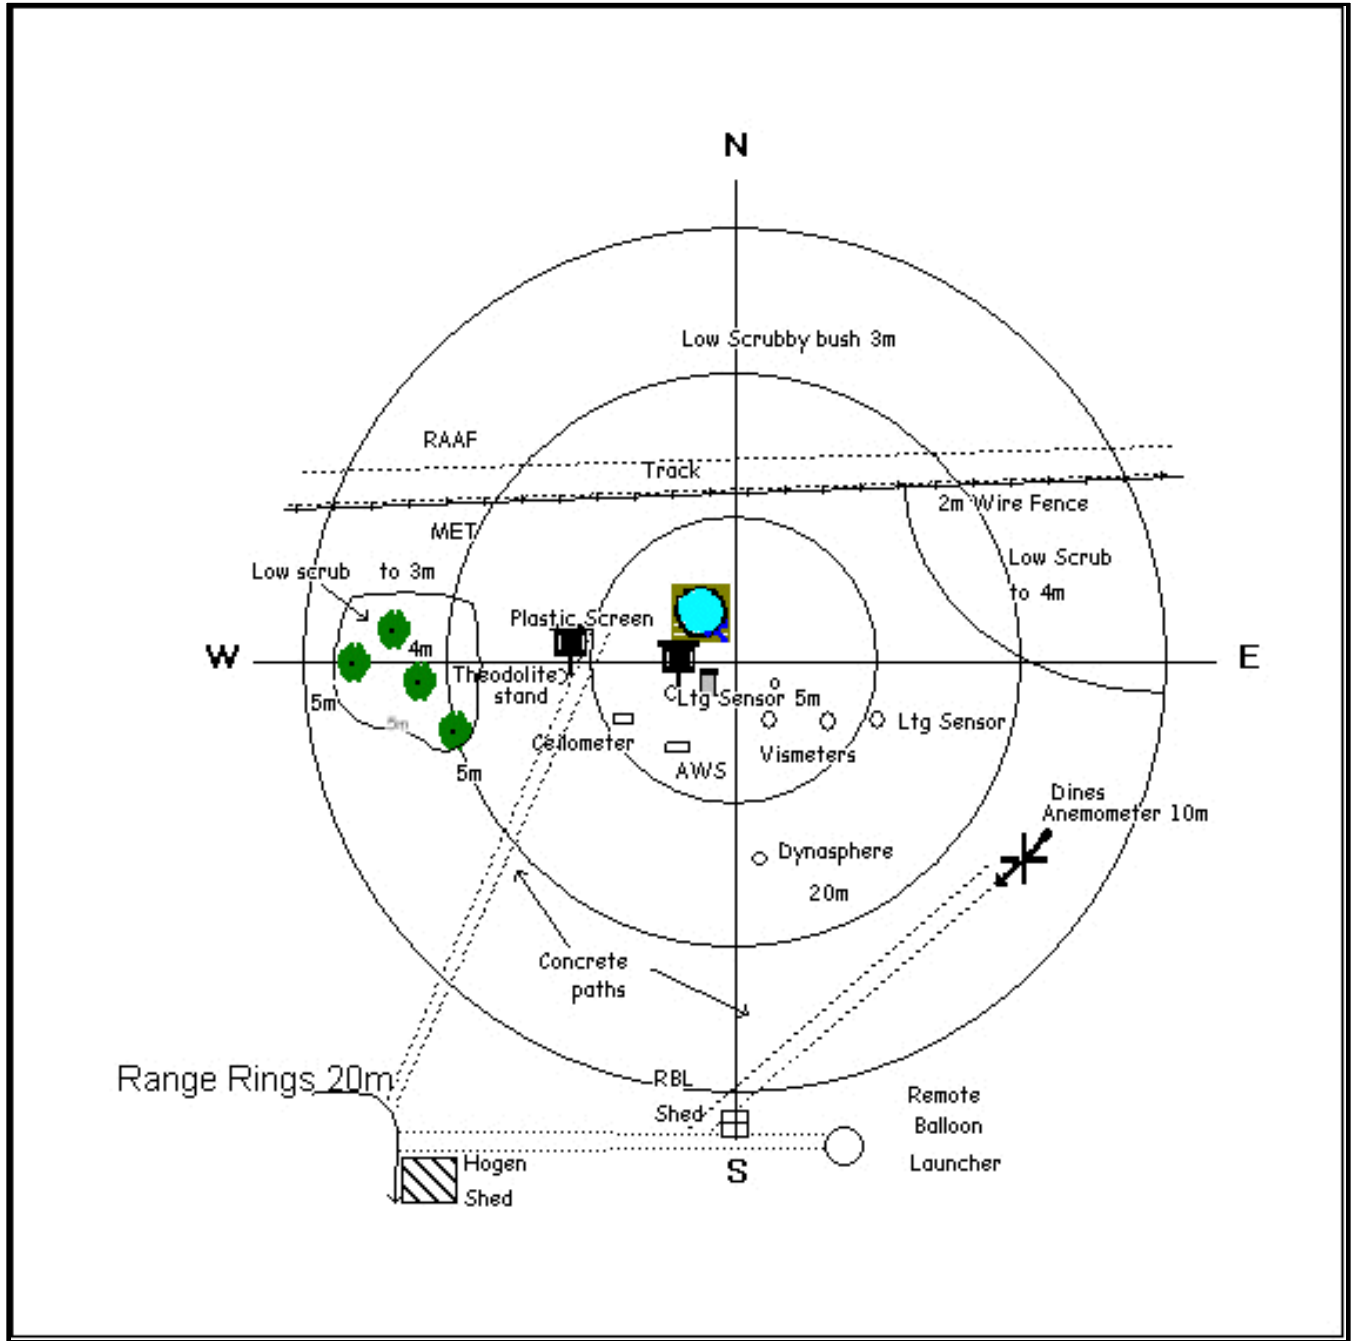 N
Low Scrubby bush 3m
RAAF
Track
2m Wire Fence
MET
Low scrub to 3m
Low Scrub
to 4m
Plastic Screen
W
E
4m
Theodolite
stand
5m
5m
Ltg Sensor 5m
Ltg Sensor
Ceilometer
Vismeters
AWS
5m
Dines
Anemometer 10m
Dynasphere
20m
Concrete
paths
Range Rings 20m
RBL
Shed
Remote
Balloon
Launcher
S
Hogen
Shed